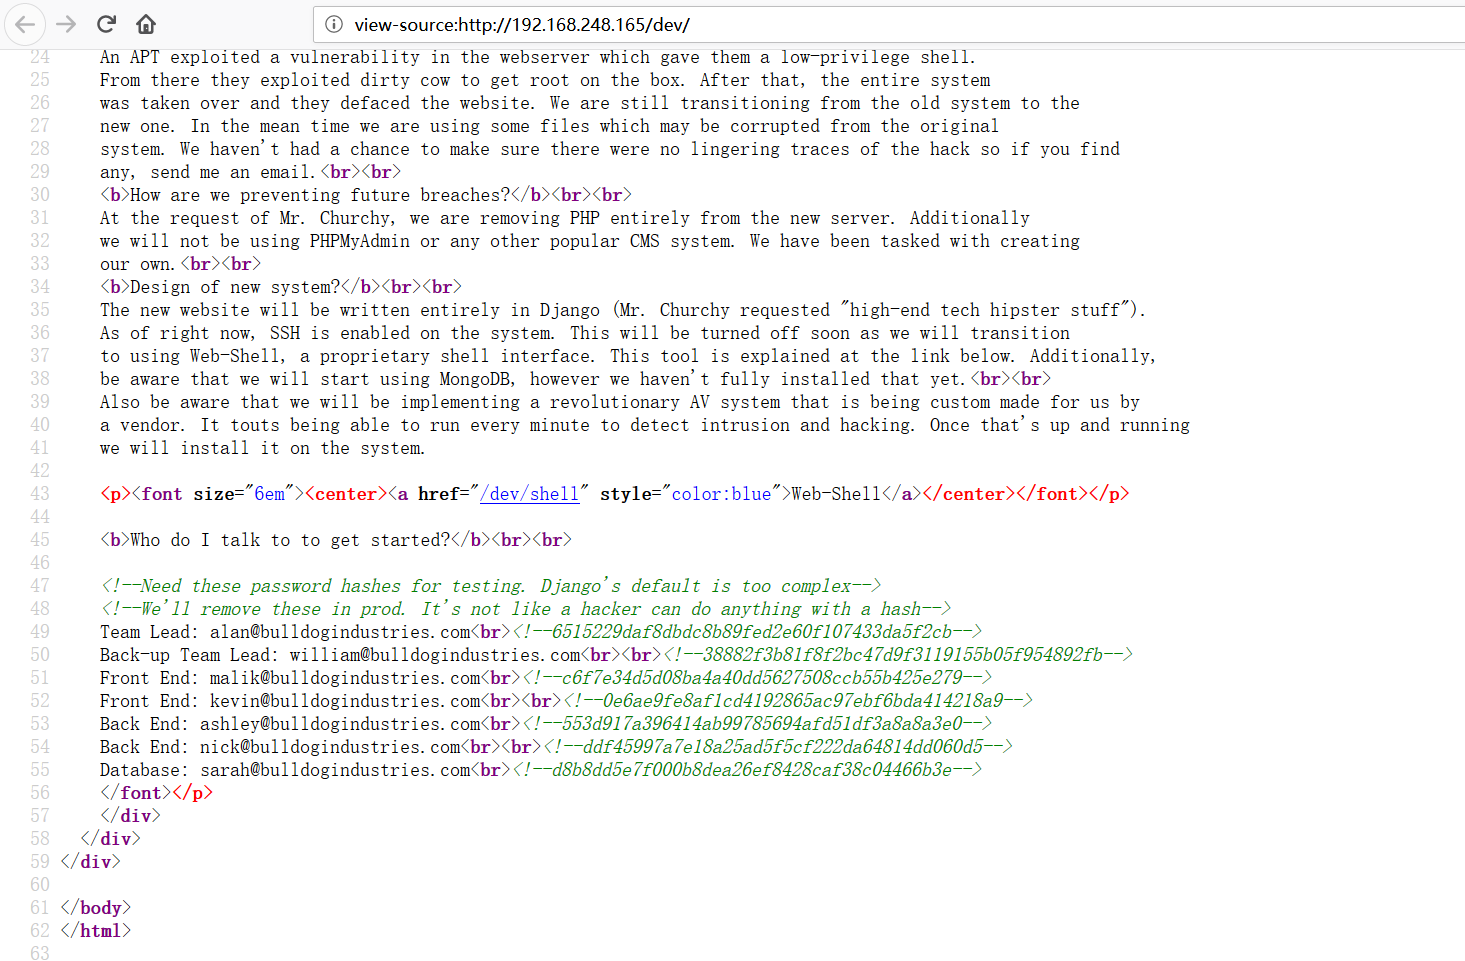 view-source:http://192.168.248.165/dev/
24 An APT exploited a vulnerability in the webserver which gave them a low-privilege shell.
25 From there they exploited dirty cow to get root on the box. After that, the entire system
26 was taken over and they defaced the website. We are still transitioning from the old system to the
27 new one. In the mean time we are using some files which may be corrupted from the original
28 system. We haven't had a chance to make sure there were no lingering traces of the hack so if you find
29 any, send me an email.<br><br>
30 <b>How are we preventing future breaches?</b><br><br>
31 At the request of Mr. Churchy, we are removing PHP entirely from the new server. Additionally
32 we will not be using PHPMyAdmin or any other popular CMS system. We have been tasked with creating
33 our own.<br><br>
34 <b>Design of new system?</b><br><br>
35 The new website will be written entirely in Django (Mr. Churchy requested "high-end tech hipster stuff").
36 As of right now, SSH is enabled on the system. This will be turned off soon as we will transition
37 to using Web-Shell, a proprietary shell interface. This tool is explained at the link below. Additionally,
38 be aware that we will start using MongoDB, however we haven't fully installed that yet.<br><br>
39 Also be aware that we will be implementing a revolutionary AV system that is being custom made for us by
40 a vendor. It touts being able to run every minute to detect intrusion and hacking. Once that's up and running
41 we will install it on the system.
42
43 <p><font size="6em"><center><a href="/dev/shell" style="color:blue">Web-Shell</a></center></font></p>
44
45 <b>Who do I talk to to get started?</b><br><br>
46
47 <!--Need these password hashes for testing. Django's default is too complex-->
48 <!--We'll remove these in prod. It's not like a hacker can do anything with a hash-->
49 Team Lead: alan@bulldogindustries.com<br><!--6515229daf8dbdc8b89fed2e60f107433da5f2cb-->
50 Back-up Team Lead: william@bulldogindustries.com<br><br><!--38882f3b81f8f2bc47d9f3119155b05f954892fb-->
51 Front End: malik@bulldogindustries.com<br><!--c6f7e34d5d08ba4a40dd5627508ccb55b425e279-->
52 Front End: kevin@bulldogindustries.com<br><br><!--0e6ae9fe8af1cd4192865ac97ebf6bda414218a9-->
53 Back End: ashley@bulldogindustries.com<br><!--553d917a396414ab99785694afd51df3a8a8a3e0-->
54 Back End: nick@bulldogindustries.com<br><br><!--ddf45997a7e18a25ad5f5cf222da64814dd060d5-->
55 Database: sarah@bulldogindustries.com<br><!--d8b8dd5e7f000b8dea26ef8428caf38c04466b3e-->
56 </font></p>
57 </div>
58 </div>
59 </div>
60
61 </body>
62 </html>
63